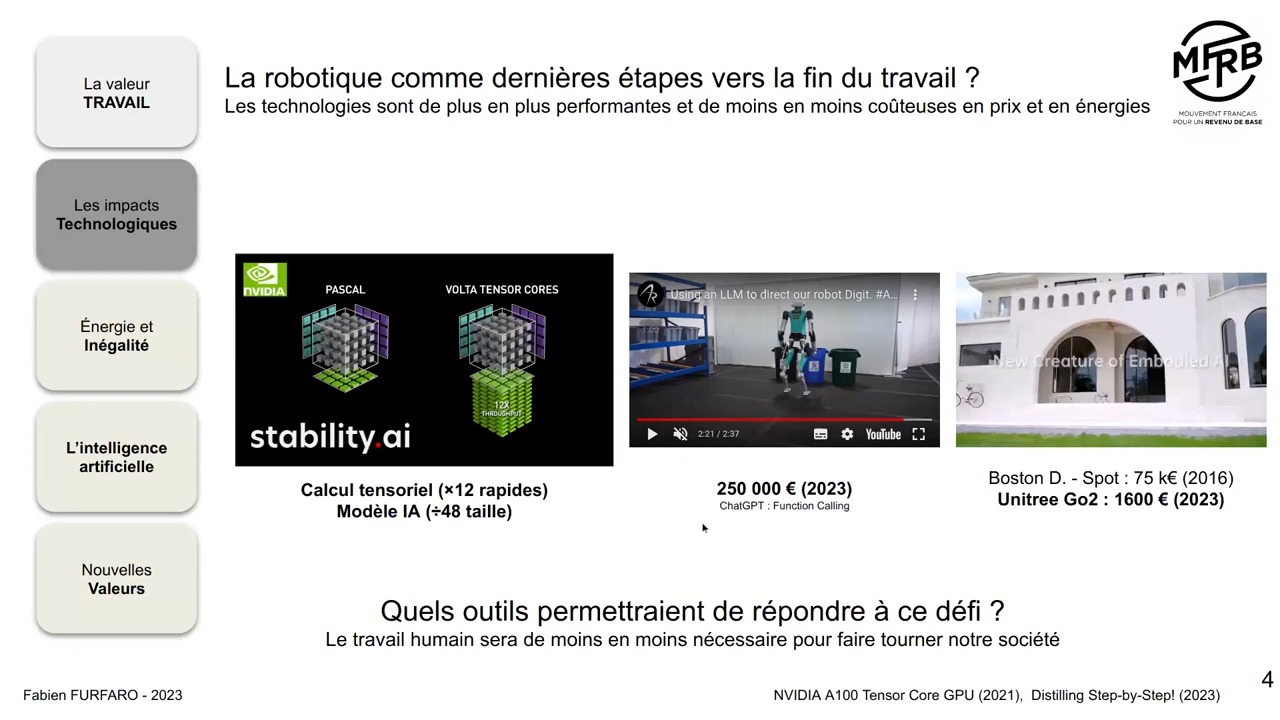 La valeur
TRAVAIL
Les impacts
Technologiques
Énergie et
Inégalité
L'intelligence
artificielle
Nouvelles
Valeurs
La robotique comme dernières étapes vers la fin du travail ?
Les technologies sont de plus en plus performantes et de moins en moins coûteuses en prix et en énergies
MFRB
MOUVEMENT FRANÇAIS
POUR UN REVENU DE BASE
NVIDIA
PASCAL
VOLTA TENSOR CORES
12X
THROUGHPUT
stability.ai
Calcul tensoriel (×12 rapides)
Modèle IA (÷48 taille)
Using an LLM to direct our robot Digit. #A...
2:21 / 2:37
YouTube
250 000 € (2023)
ChatGPT : Function Calling
New Creature of Embodied AI
Boston D. - Spot : 75 k€ (2016)
Unitree Go2 : 1600 € (2023)
Quels outils permettraient de répondre à ce défi ?
Le travail humain sera de moins en moins nécessaire pour faire tourner notre société
Fabien FURFARO - 2023
NVIDIA A100 Tensor Core GPU (2021), Distilling Step-by-Step! (2023)
4